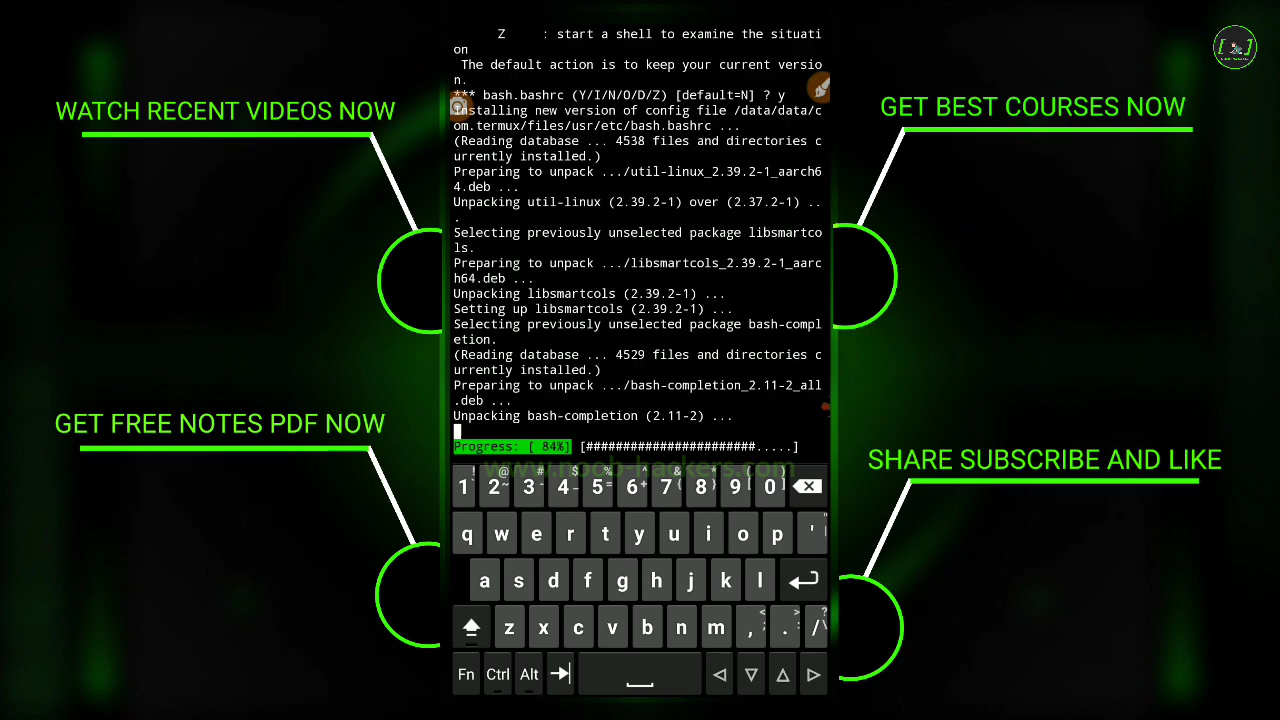 WATCH RECENT VIDEOS NOW
GET FREE NOTES PDF NOW
Z : start a shell to examine the situati
on
The default action is to keep your current versio
n.
*** bash.bashrc (Y/I/N/O/D/Z) [default=N] ? y
Installing new version of config file /data/data/c
om.termux/files/usr/etc/bash.bashrc ...
(Reading database ... 4538 files and directories c
urrently installed.)
Preparing to unpack .../util-linux_2.39.2-1_aarch6
4.deb ...
Unpacking util-linux (2.39.2-1) over (2.37.2-1) ..
.
Selecting previously unselected package libsmartco
ls.
Preparing to unpack .../libsmartcols_2.39.2-1_aarc
h64.deb ...
Unpacking libsmartcols (2.39.2-1) ...
Setting up libsmartcols (2.39.2-1) ...
Selecting previously unselected package bash-compl
etion.
(Reading database ... 4529 files and directories c
urrently installed.)
Preparing to unpack .../bash-completion_2.11-2_all
.deb ...
Unpacking bash-completion (2.11-2) ...
Progress: [ 84%] [#######################.....]
www.noob-hackers.com
! @ # $ % ^ & * ( )
1 2 3 4 5 6 7 8 9 0
q w e r t y u i o p '
a s d f g h j k l
z x c v b n m , . /
Fn Ctrl Alt
GET BEST COURSES NOW
SHARE SUBSCRIBE AND LIKE